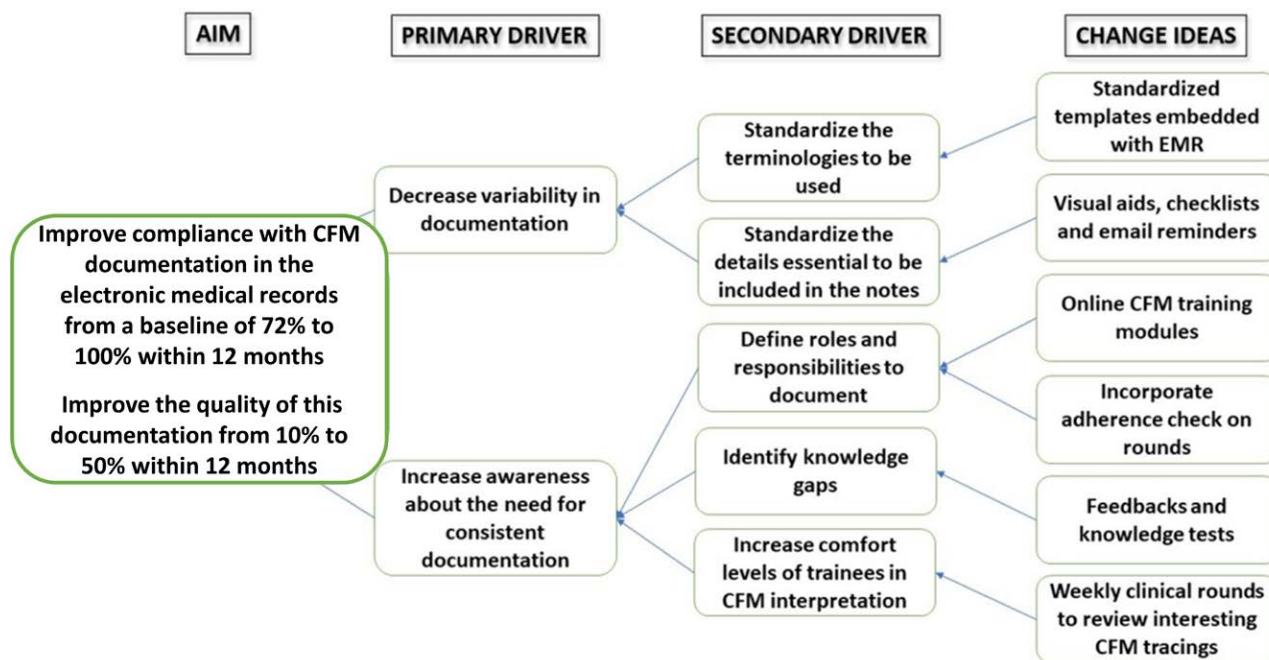 AIM
PRIMARY DRIVER
SECONDARY DRIVER
CHANGE IDEAS
Improve compliance with CFM
documentation in the
electronic medical records
from a baseline of 72% to
100% within 12 months
Improve the quality of this
documentation from 10% to
50% within 12 months
Decrease variability in
documentation
Increase awareness
about the need for
consistent
documentation
Standardize the
terminologies to be
used
Standardize the
details essential to be
included in the notes
Define roles and
responsibilities to
document
Identify knowledge
gaps
Increase comfort
levels of trainees in
CFM interpretation
Standardized
templates embedded
with EMR
Visual aids, checklists
and email reminders
Online CFM training
modules
Incorporate
adherence check on
rounds
Feedbacks and
knowledge tests
Weekly clinical rounds
to review interesting
CFM tracings